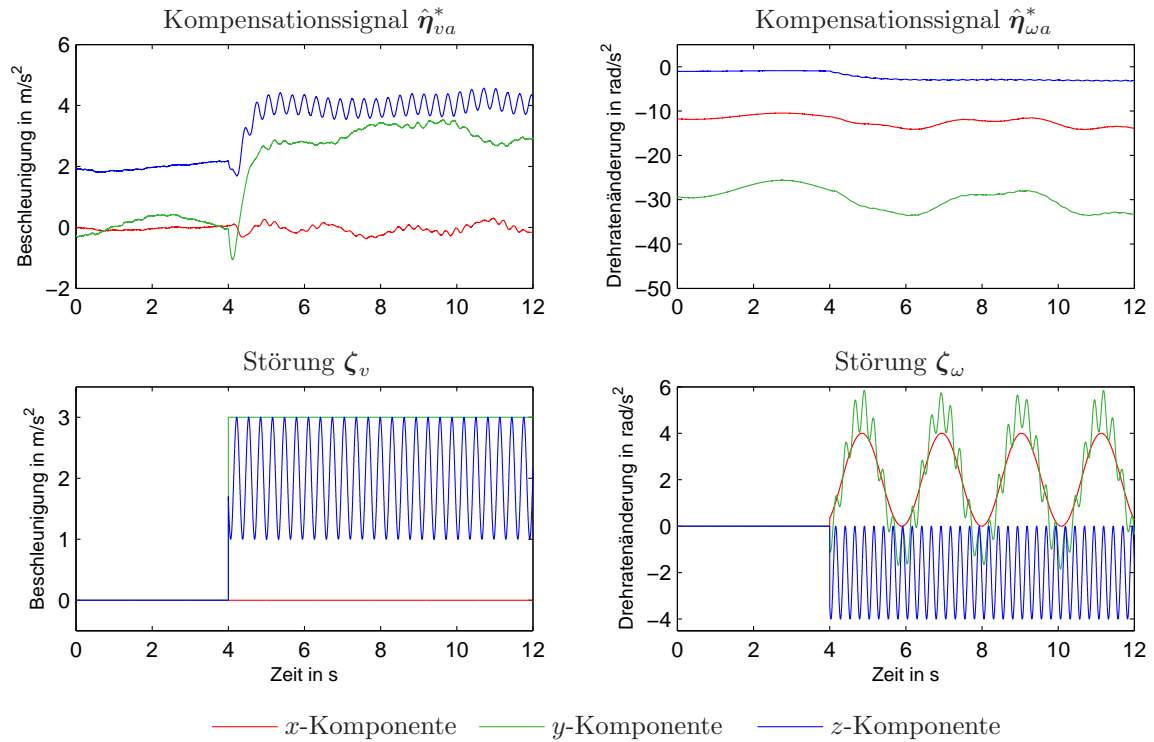 Kompensationssignal η̂*ᵥₐ
Beschleunigung in m/s²
6
4
2
0
−2
0 2 4 6 8 10 12
Kompensationssignal η̂*ωₐ
Drehratenänderung in rad/s²
0
−10
−20
−30
−40
−50
0 2 4 6 8 10 12
Störung ζᵥ
Beschleunigung in m/s²
3
2
1
0
0 2 4 6 8 10 12
Zeit in s
Störung ζω
Drehratenänderung in rad/s²
6
4
2
0
−2
−4
0 2 4 6 8 10 12
Zeit in s
x-Komponente y-Komponente z-Komponente